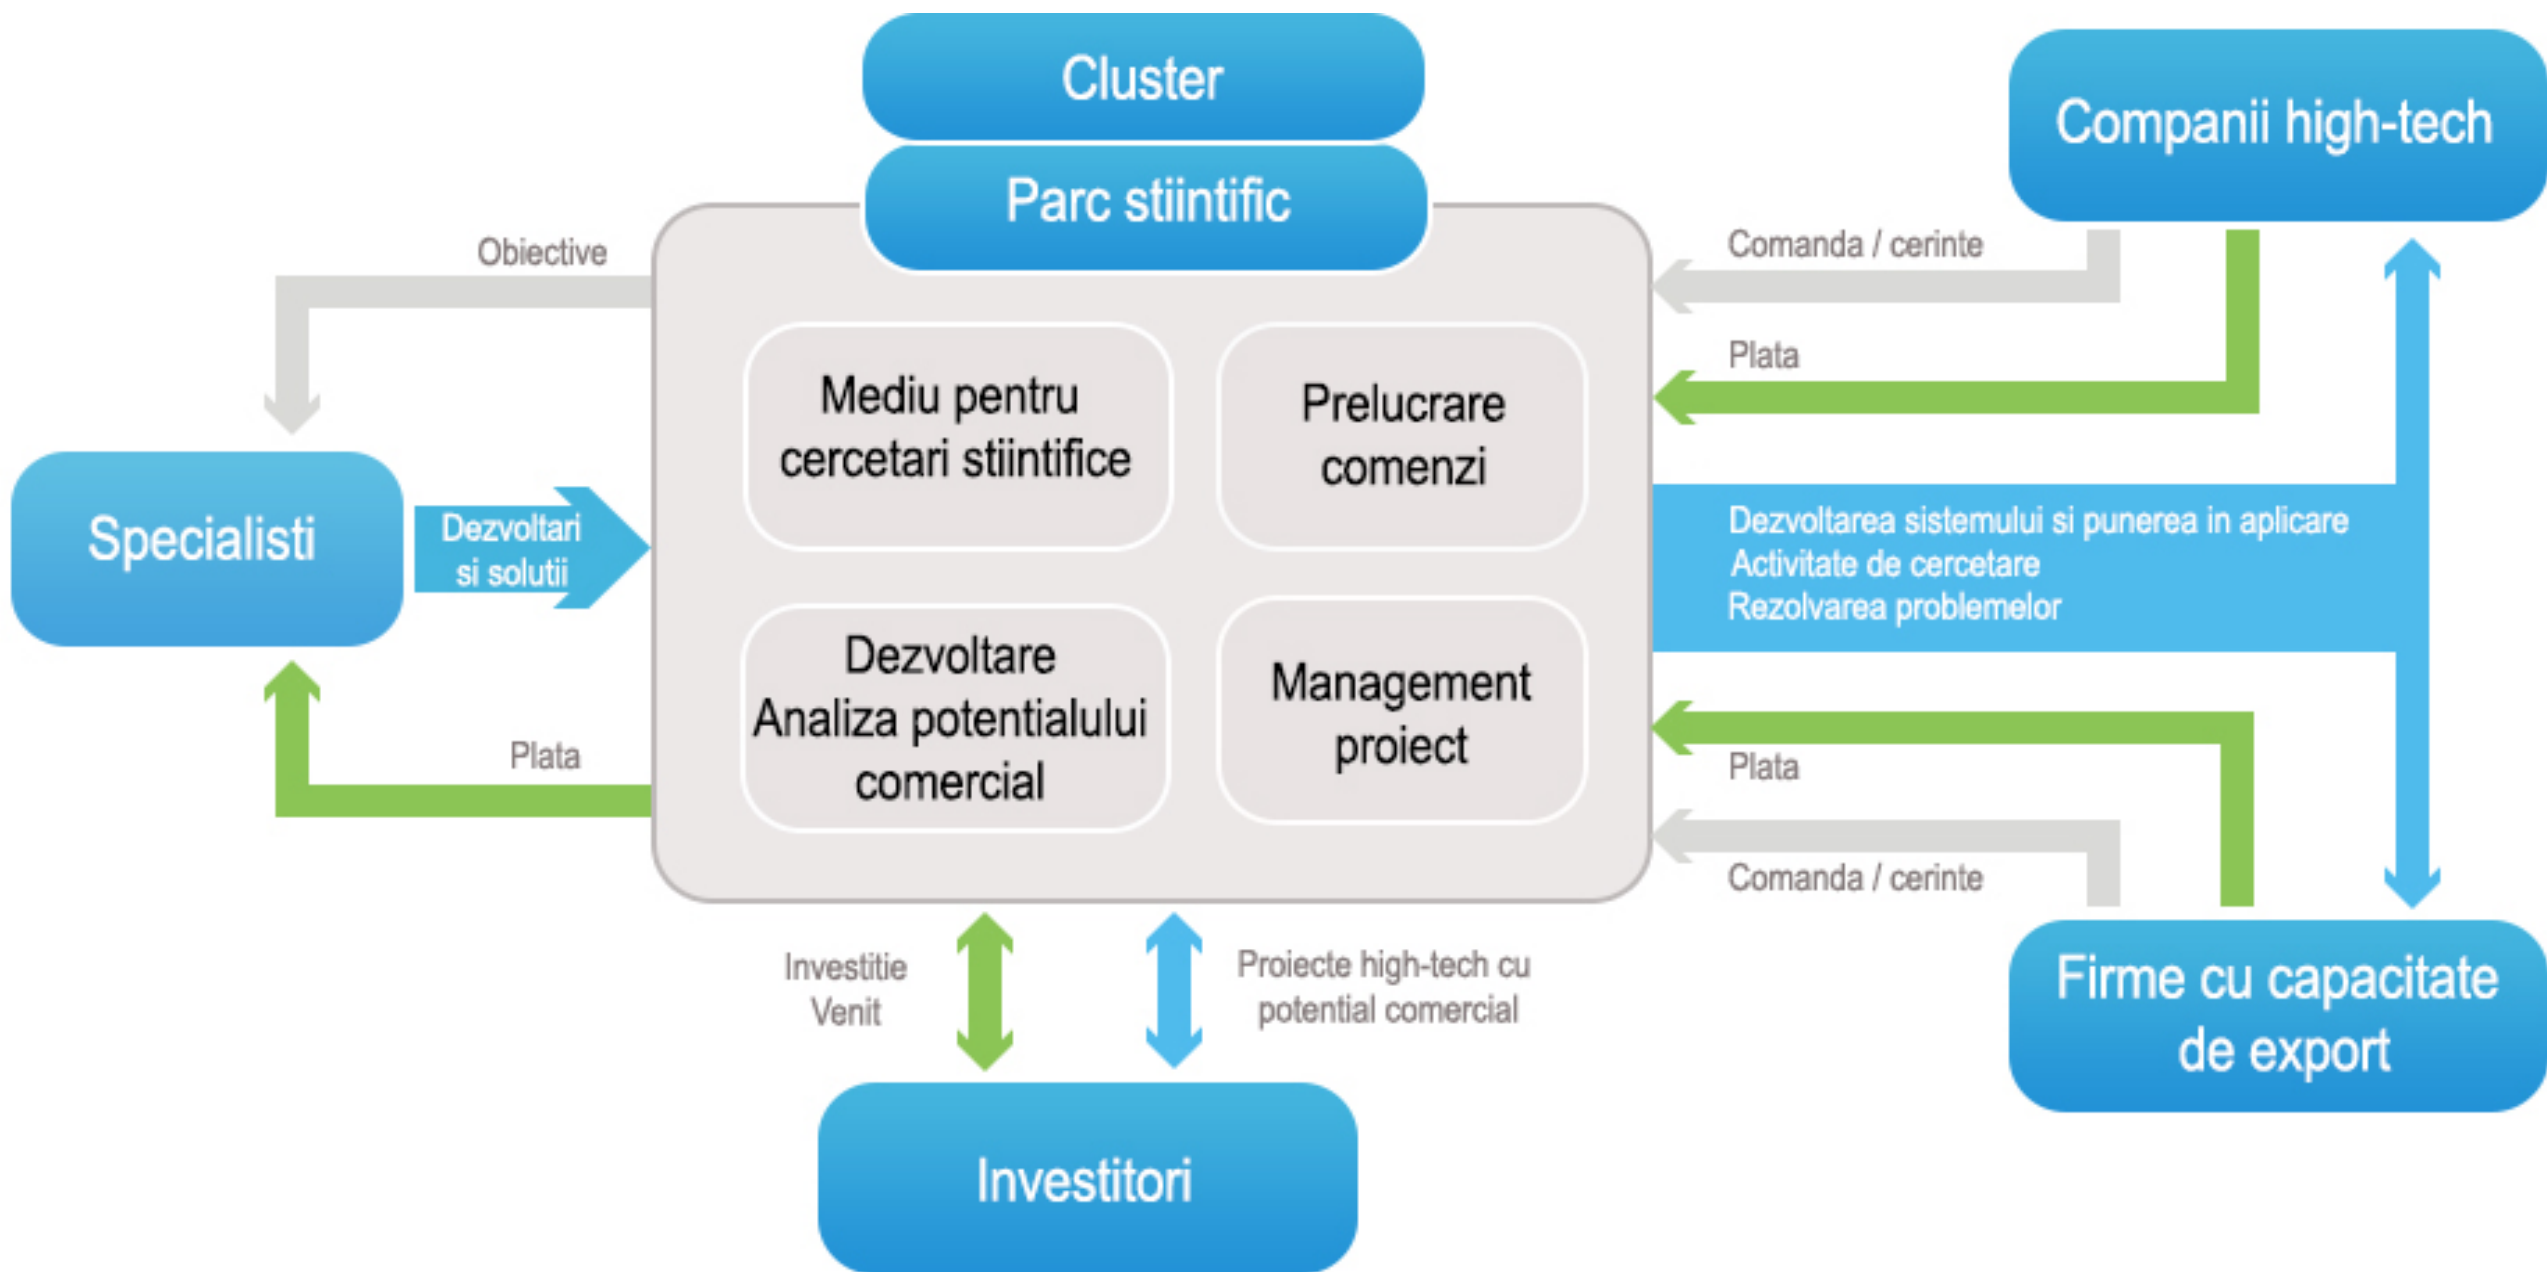 Cluster
Parc stiintific
Companii high-tech
Obiective
Comanda / cerinte
Plata
Mediu pentru
cercetari stiintifice
Prelucrare
comenzi
Specialisti
Dezvoltari
si solutii
Dezvoltarea sistemului si punerea in aplicare
Activitate de cercetare
Rezolvarea problemelor
Dezvoltare
Analiza potentialului
comercial
Management
proiect
Plata
Plata
Comanda / cerinte
Investitie
Venit
Proiecte high-tech cu
potential comercial
Firme cu capacitate
de export
Investitori